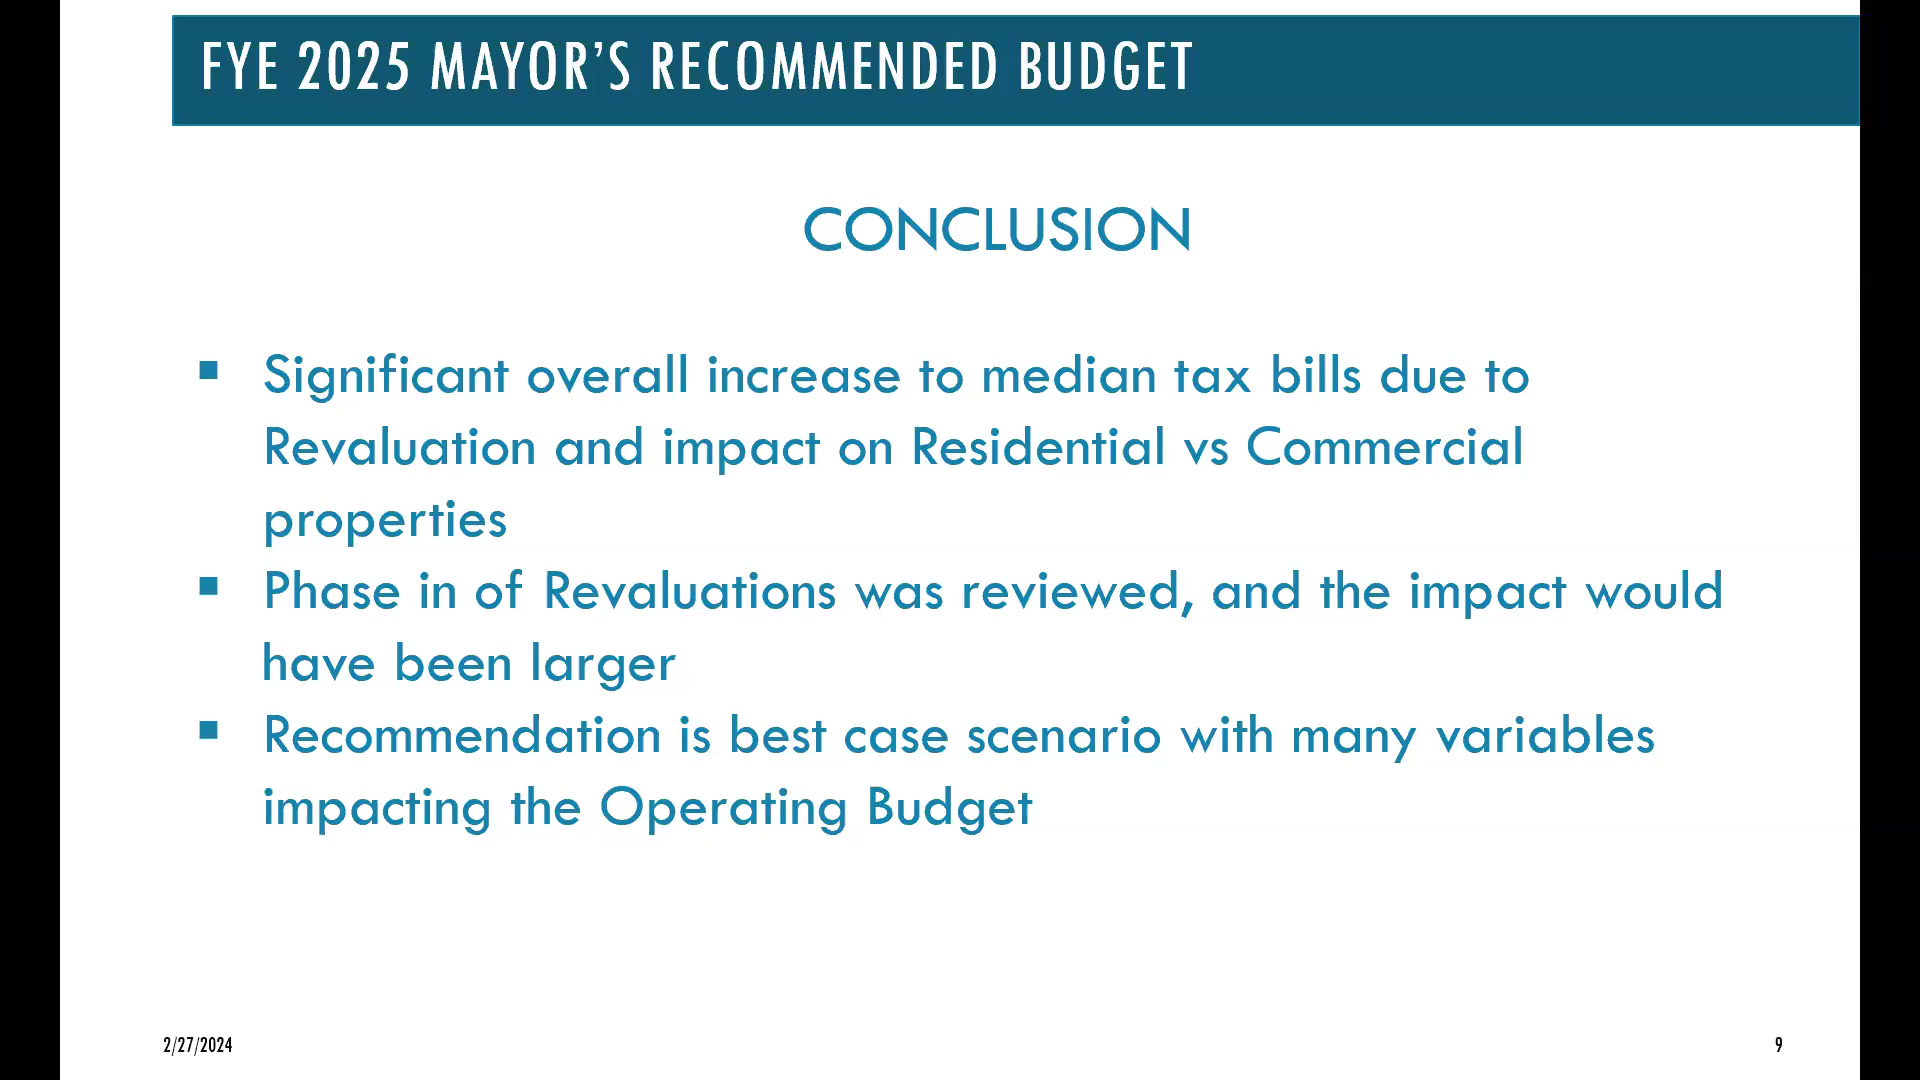 FYE 2025 MAYOR’S RECOMMENDED BUDGET
CONCLUSION
▪ Significant overall increase to median tax bills due to
Revaluation and impact on Residential vs Commercial
properties
▪ Phase in of Revaluations was reviewed, and the impact would
have been larger
▪ Recommendation is best case scenario with many variables
impacting the Operating Budget
2/27/2024
9